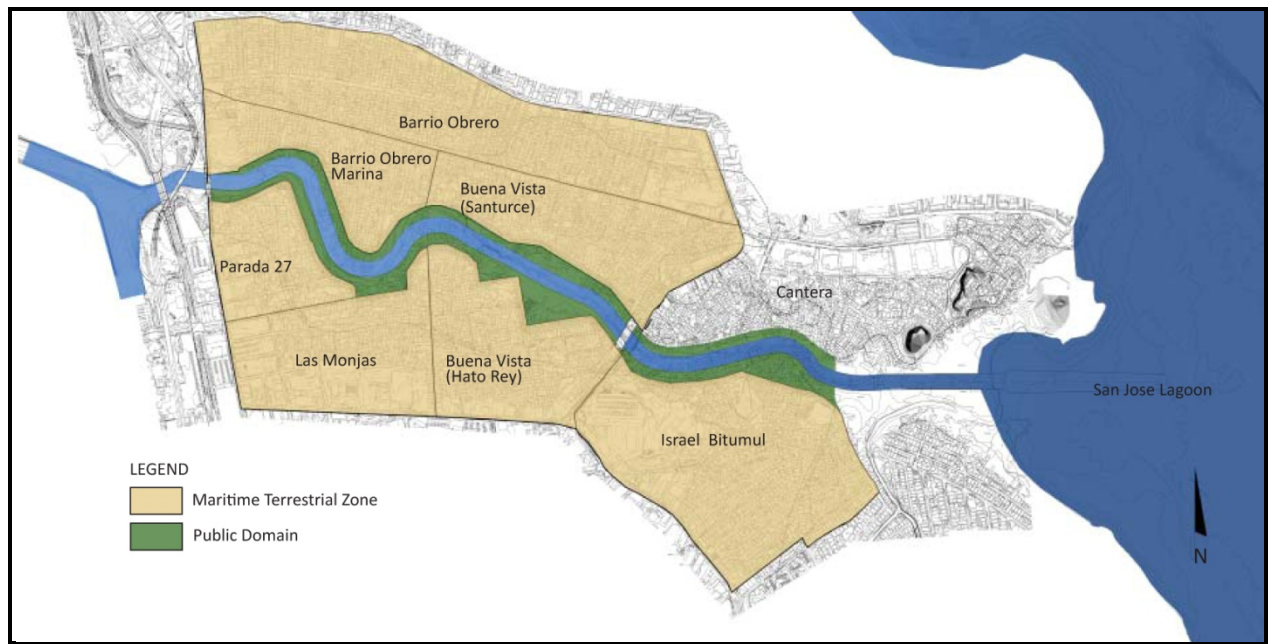 Barrio Obrero
Barrio Obrero
Marina
Buena Vista
(Santurce)
Parada 27
Cantera
Las Monjas
Buena Vista
(Hato Rey)
San Jose Lagoon
Israel Bitumul
LEGEND
Maritime Terrestrial Zone
Public Domain
N